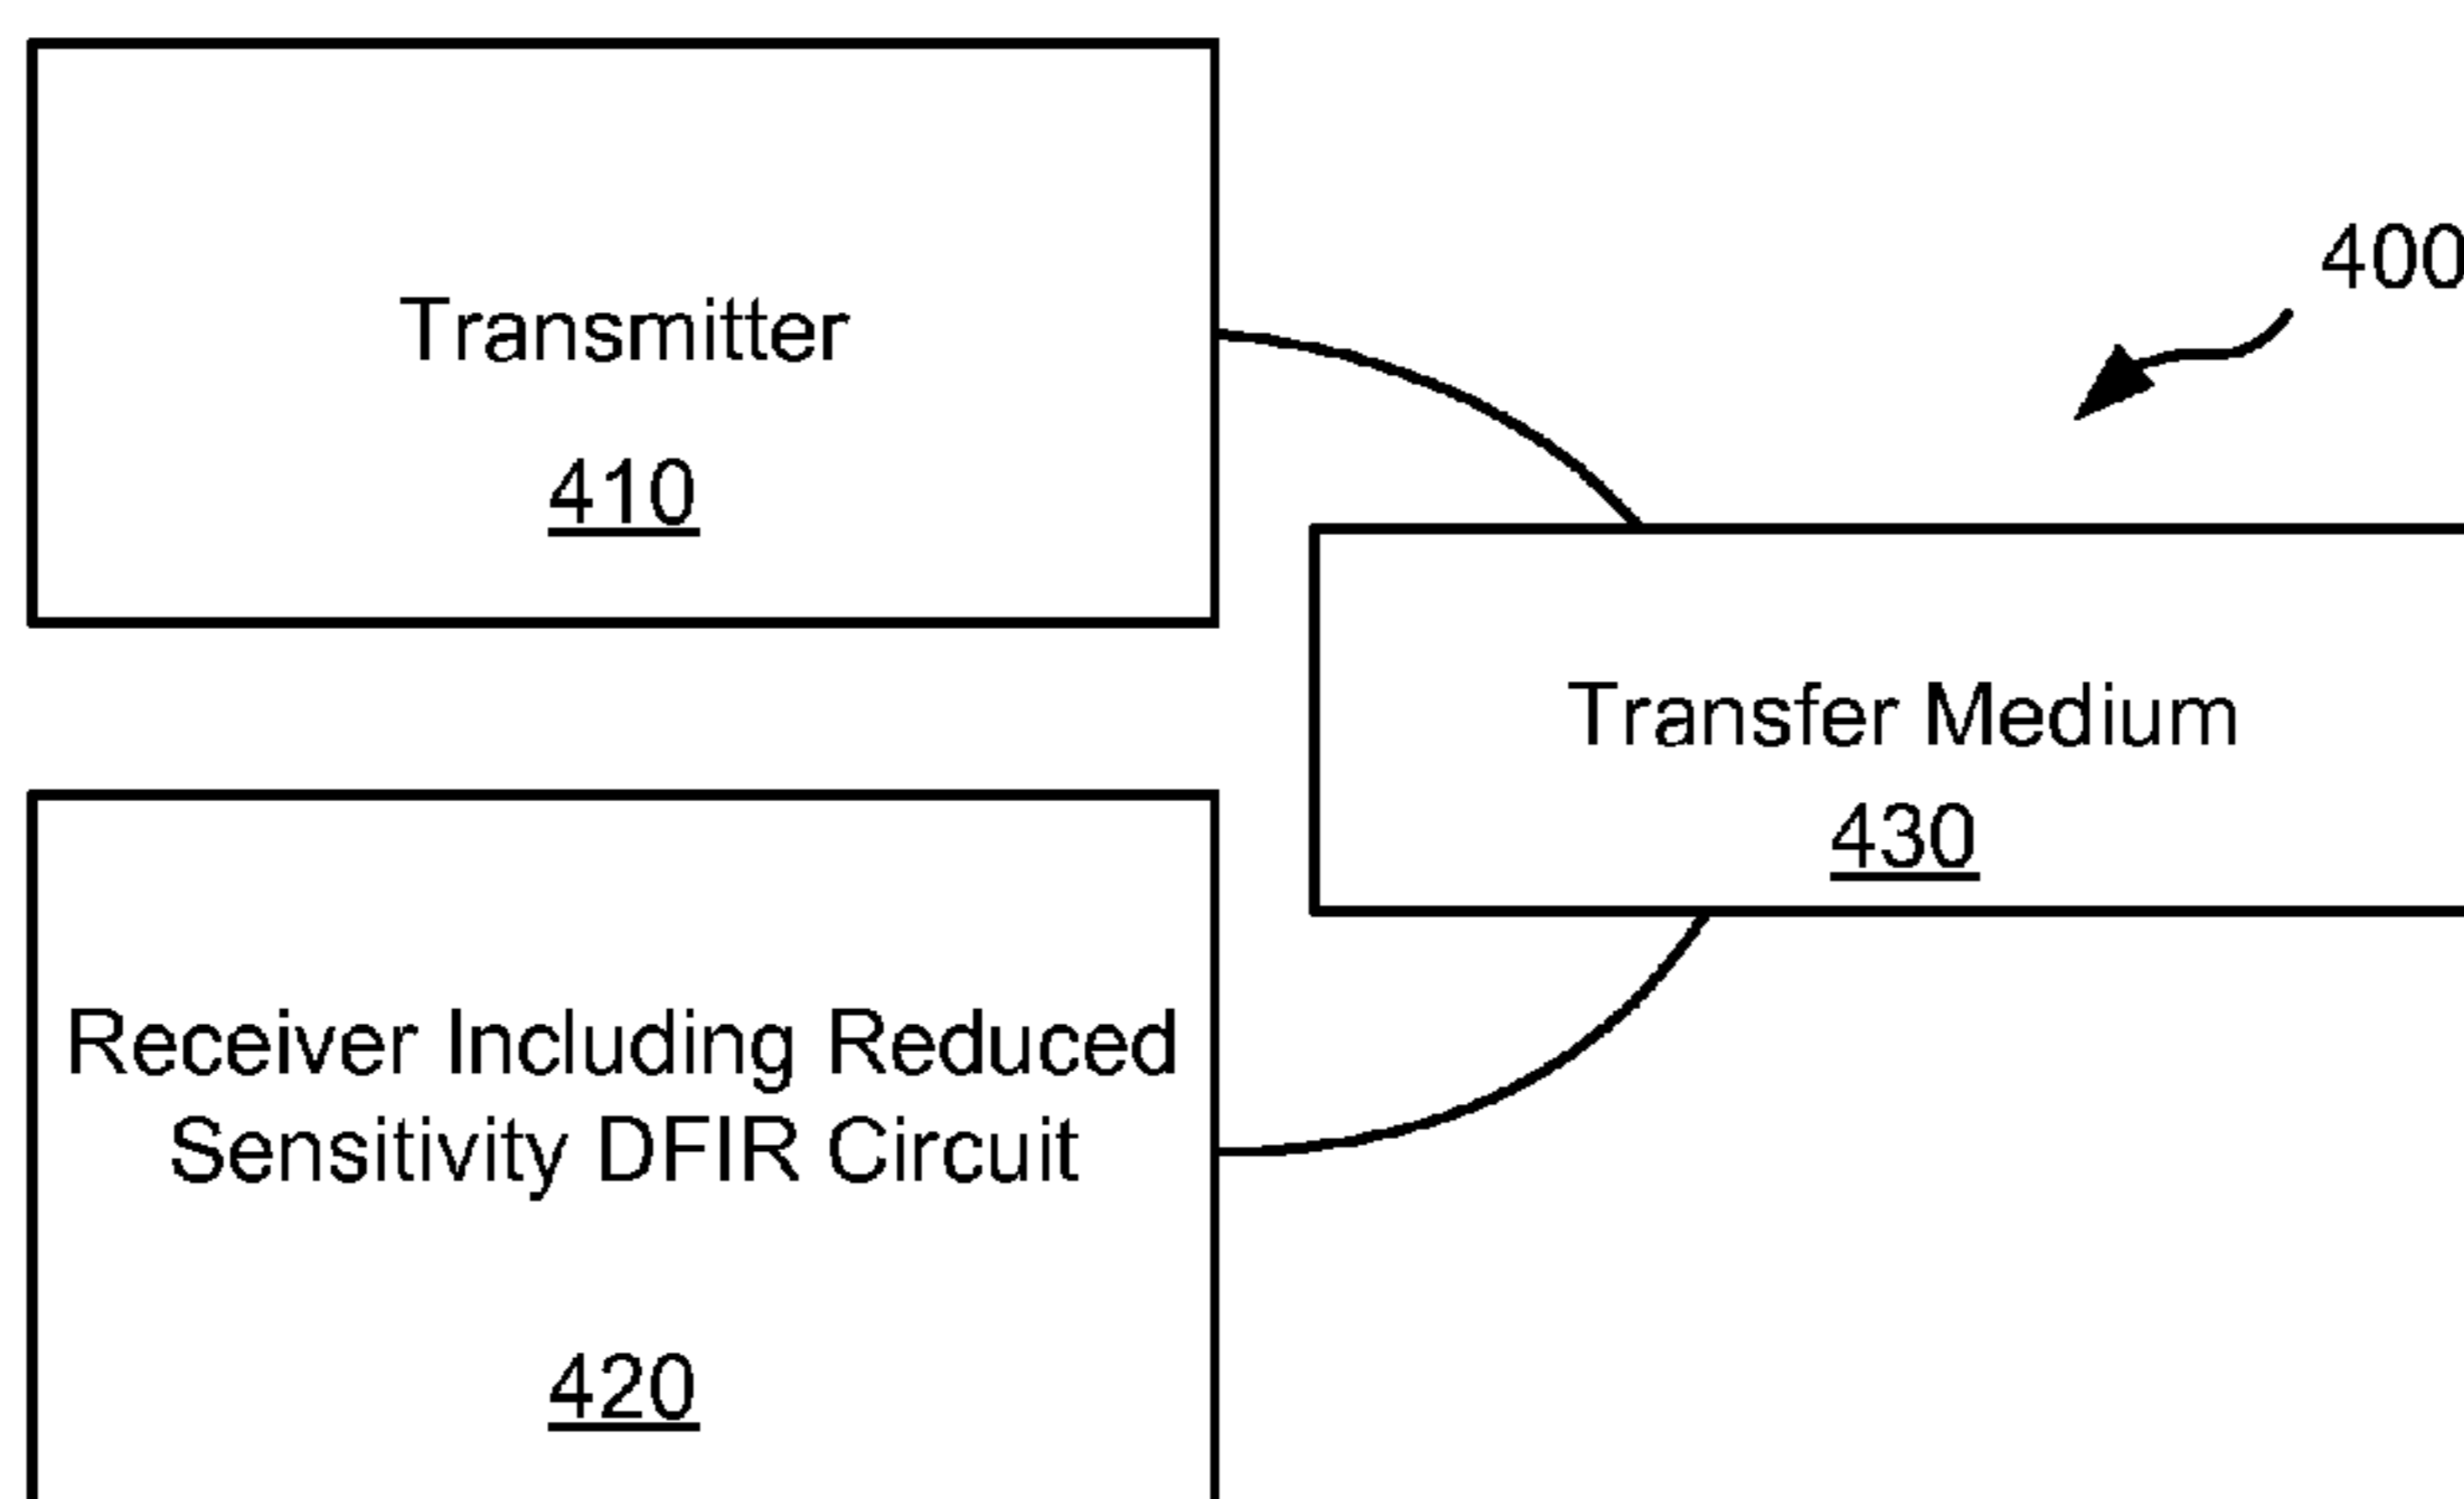 Transmitter
410
400
Transfer Medium
430
Receiver Including Reduced
Sensitivity DFIR Circuit
420